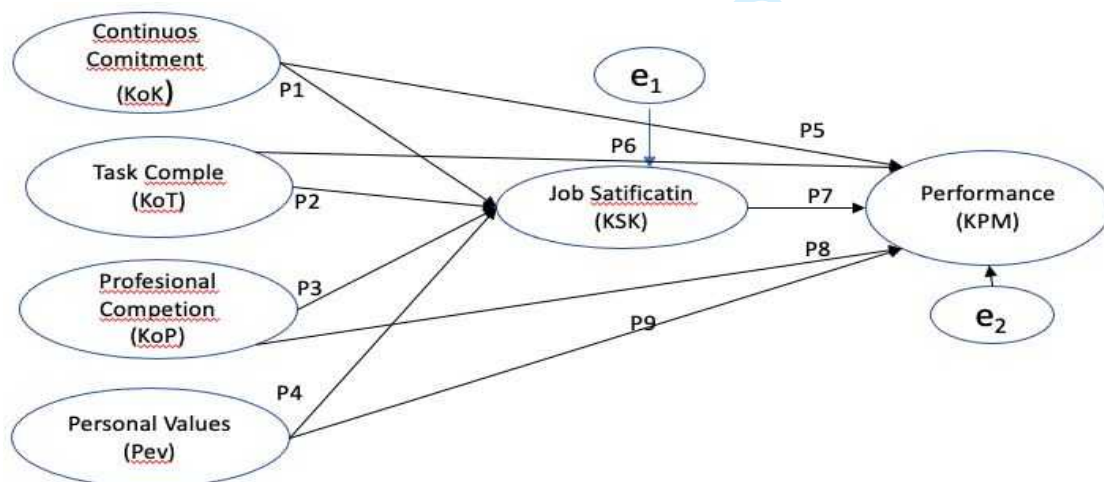 Continuos
Comitment
(KoK)
P1
Task Comple
(KoT)
P2
Profesional
Competion
(KoP)
P3
Personal Values
(Pev)
P4
e1
Job Satificatin
(KSK)
P5
P6
P7
P8
P9
Performance
(KPM)
e2